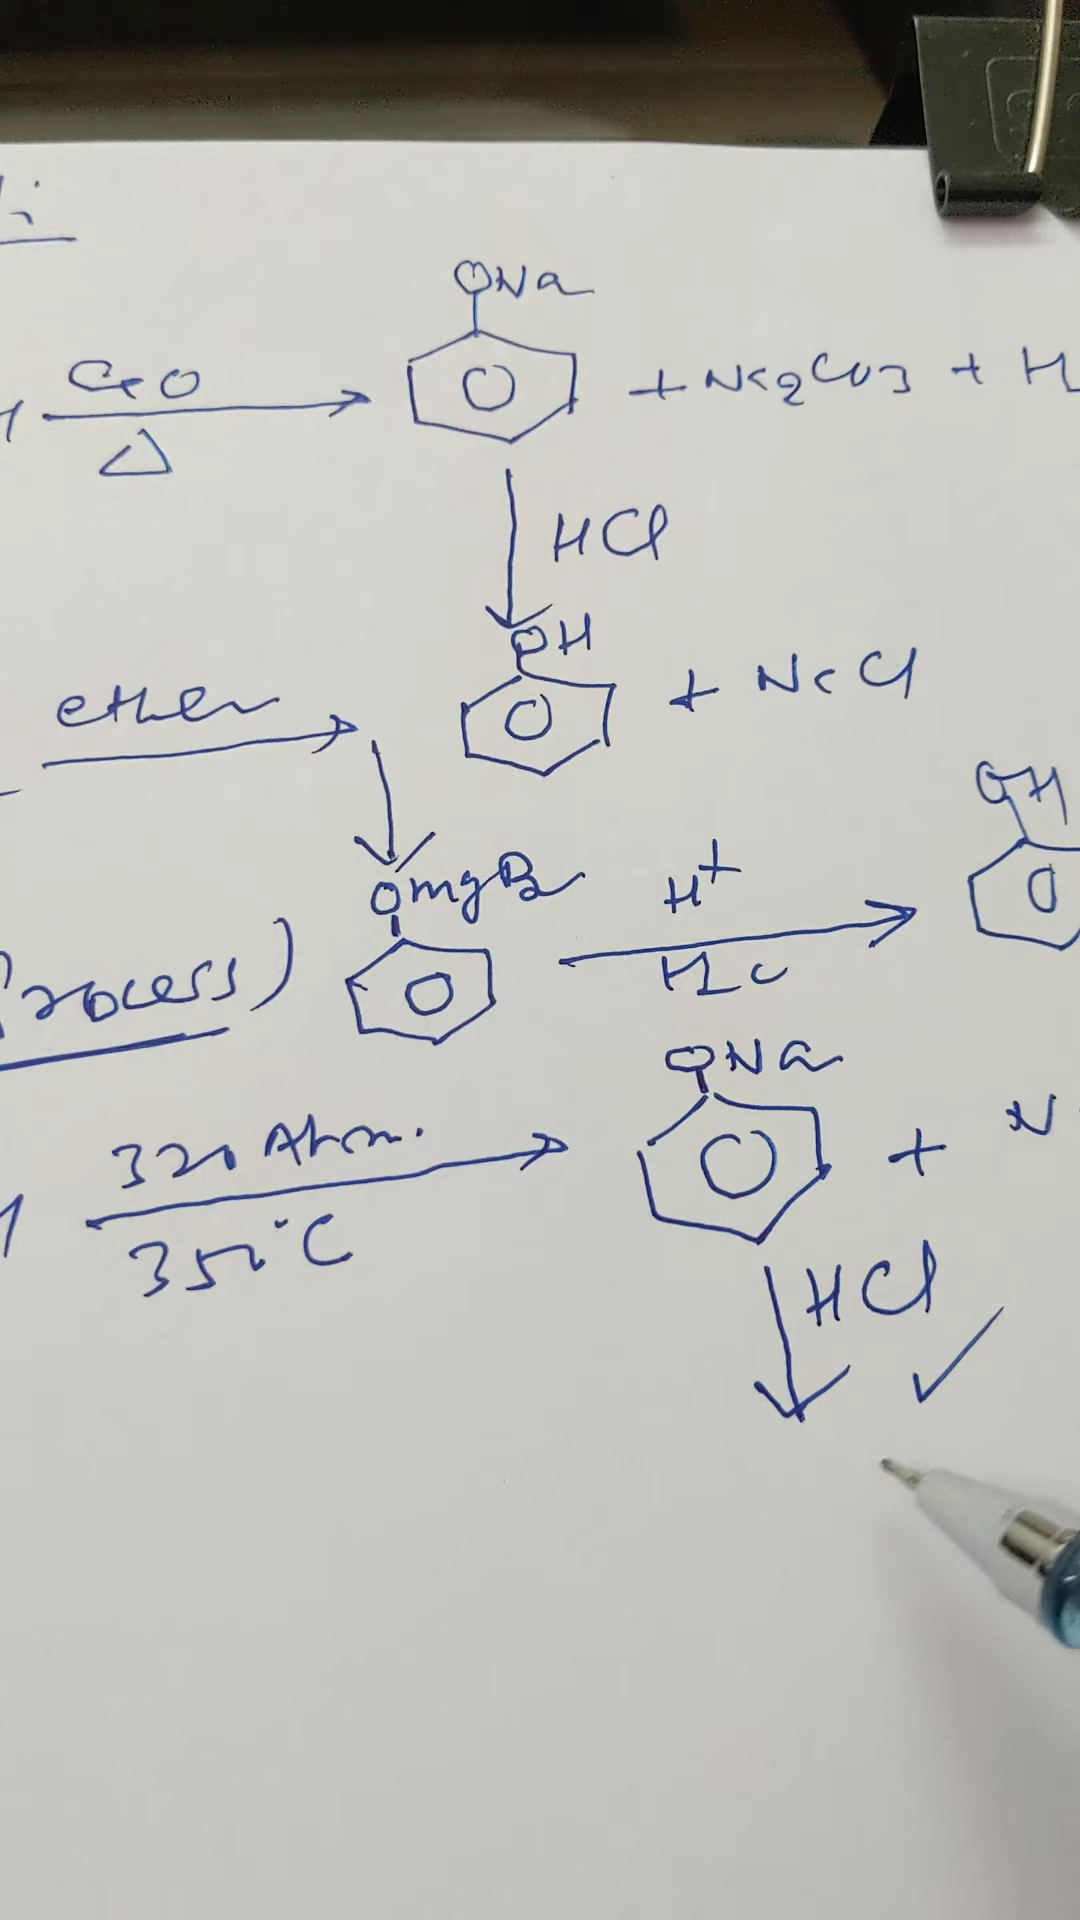 ONa
CaO
△
+ Na2CO3 + H
HCl
OH
+ NaCl
ether
OH
OMgBr
H+
H2O
Process)
ONa
320 Atm.
350°C
+ N
HCl ✓